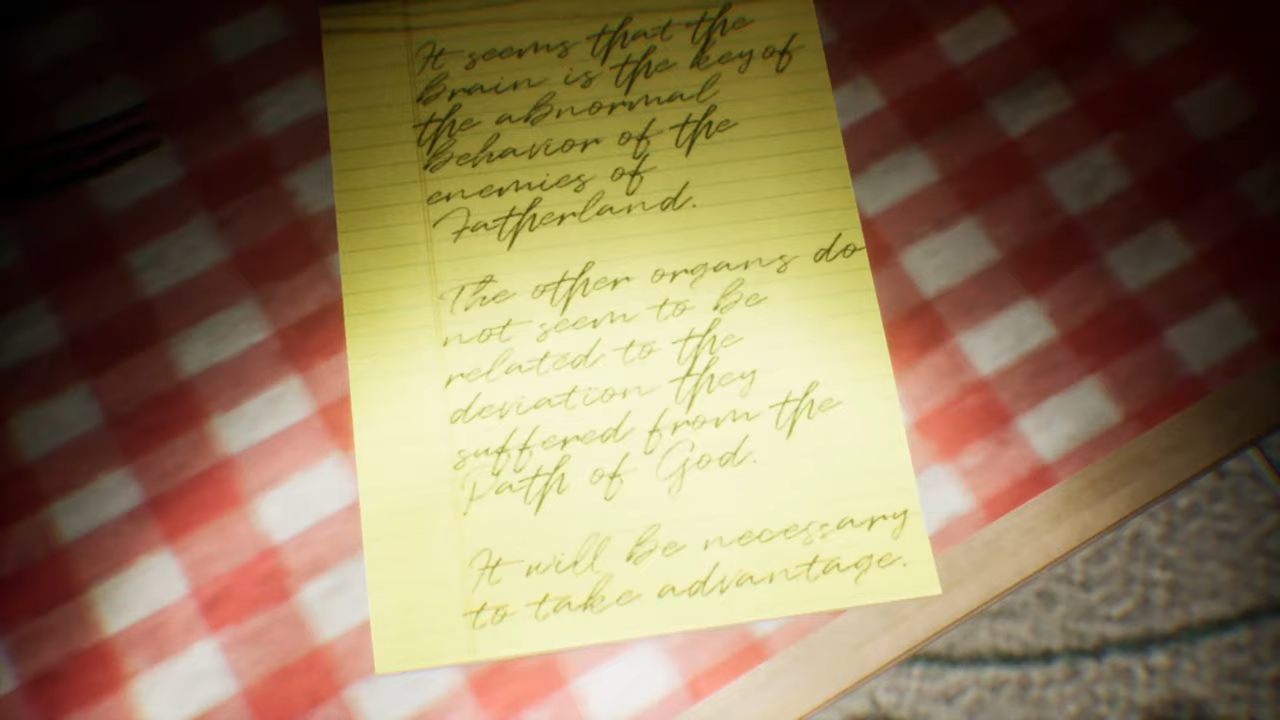 It seems that the
brain is the key of
the abnormal
behavior of the
enemies of
Fatherland.
The other organs do
not seem to be
related to the
deviation they
suffered from the
Path of God.
It will be necessary
to take advantage.